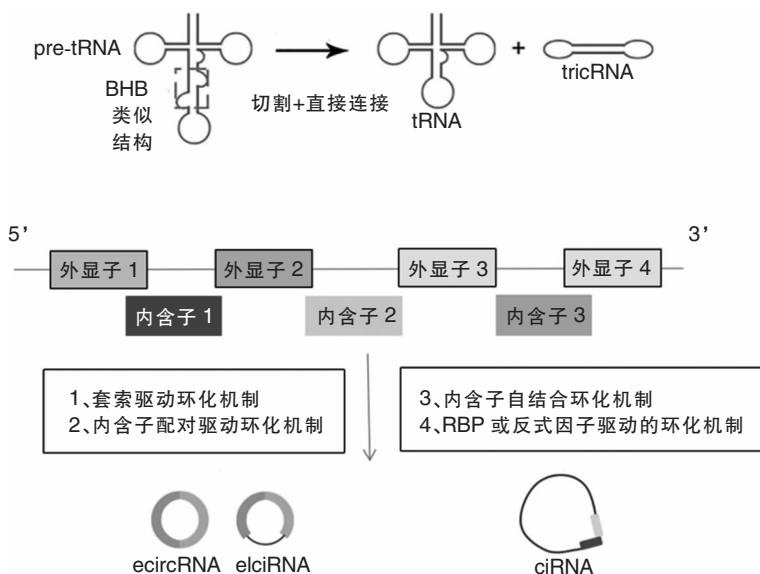 pre-tRNA
BHB
类似
结构
切割+直接连接
tRNA
+
tricRNA
5’
3’
外显子 1
外显子 2
外显子 3
外显子 4
内含子 1
内含子 2
内含子 3
1、套索驱动环化机制
2、内含子配对驱动环化机制
3、内含子自结合环化机制
4、RBP 或反式因子驱动的环化机制
ecircRNA
elciRNA
ciRNA